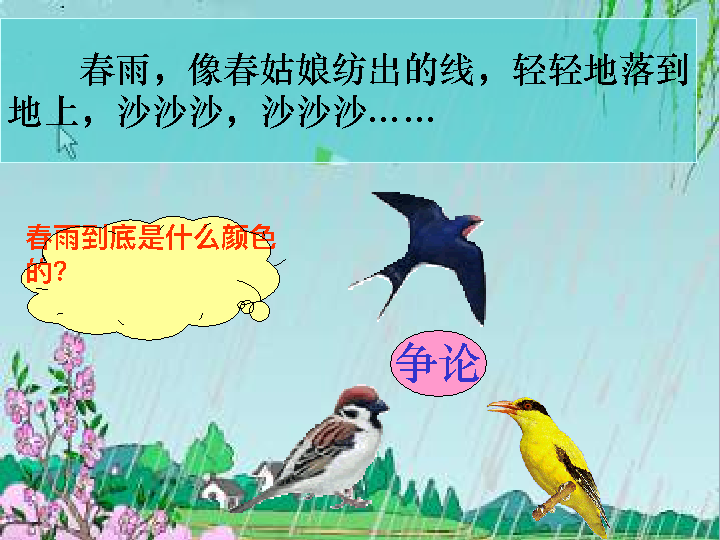 春雨，像春姑娘纺出的线，轻轻地落到
地上，沙沙沙，沙沙沙……
春雨到底是什么颜色
的？
争论